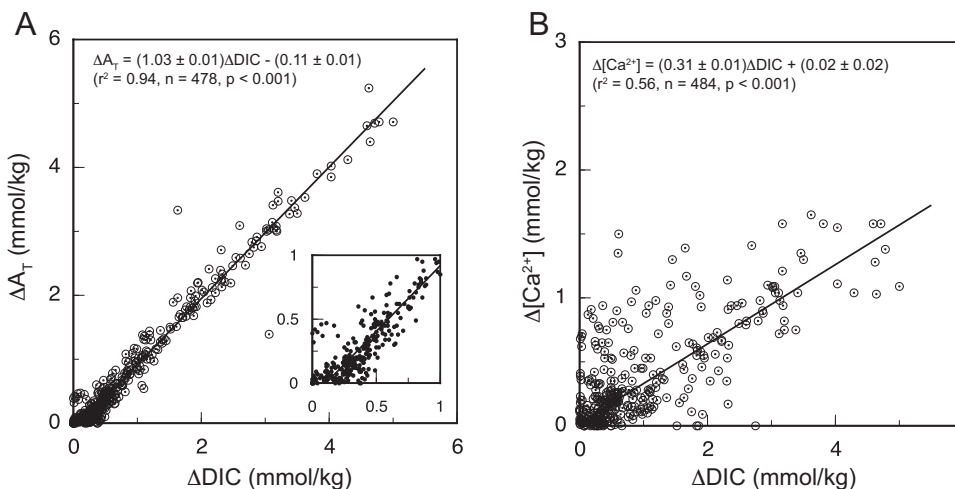 A
ΔA_T = (1.03 ± 0.01)ΔDIC - (0.11 ± 0.01)
(r² = 0.94, n = 478, p < 0.001)
6
4
2
0
ΔA_T (mmol/kg)
1
0.5
0
0
0.5
1
0
2
4
6
ΔDIC (mmol/kg)
B
Δ[Ca²⁺] = (0.31 ± 0.01)ΔDIC + (0.02 ± 0.02)
(r² = 0.56, n = 484, p < 0.001)
3
2
1
0
Δ[Ca²⁺] (mmol/kg)
0
2
4
ΔDIC (mmol/kg)